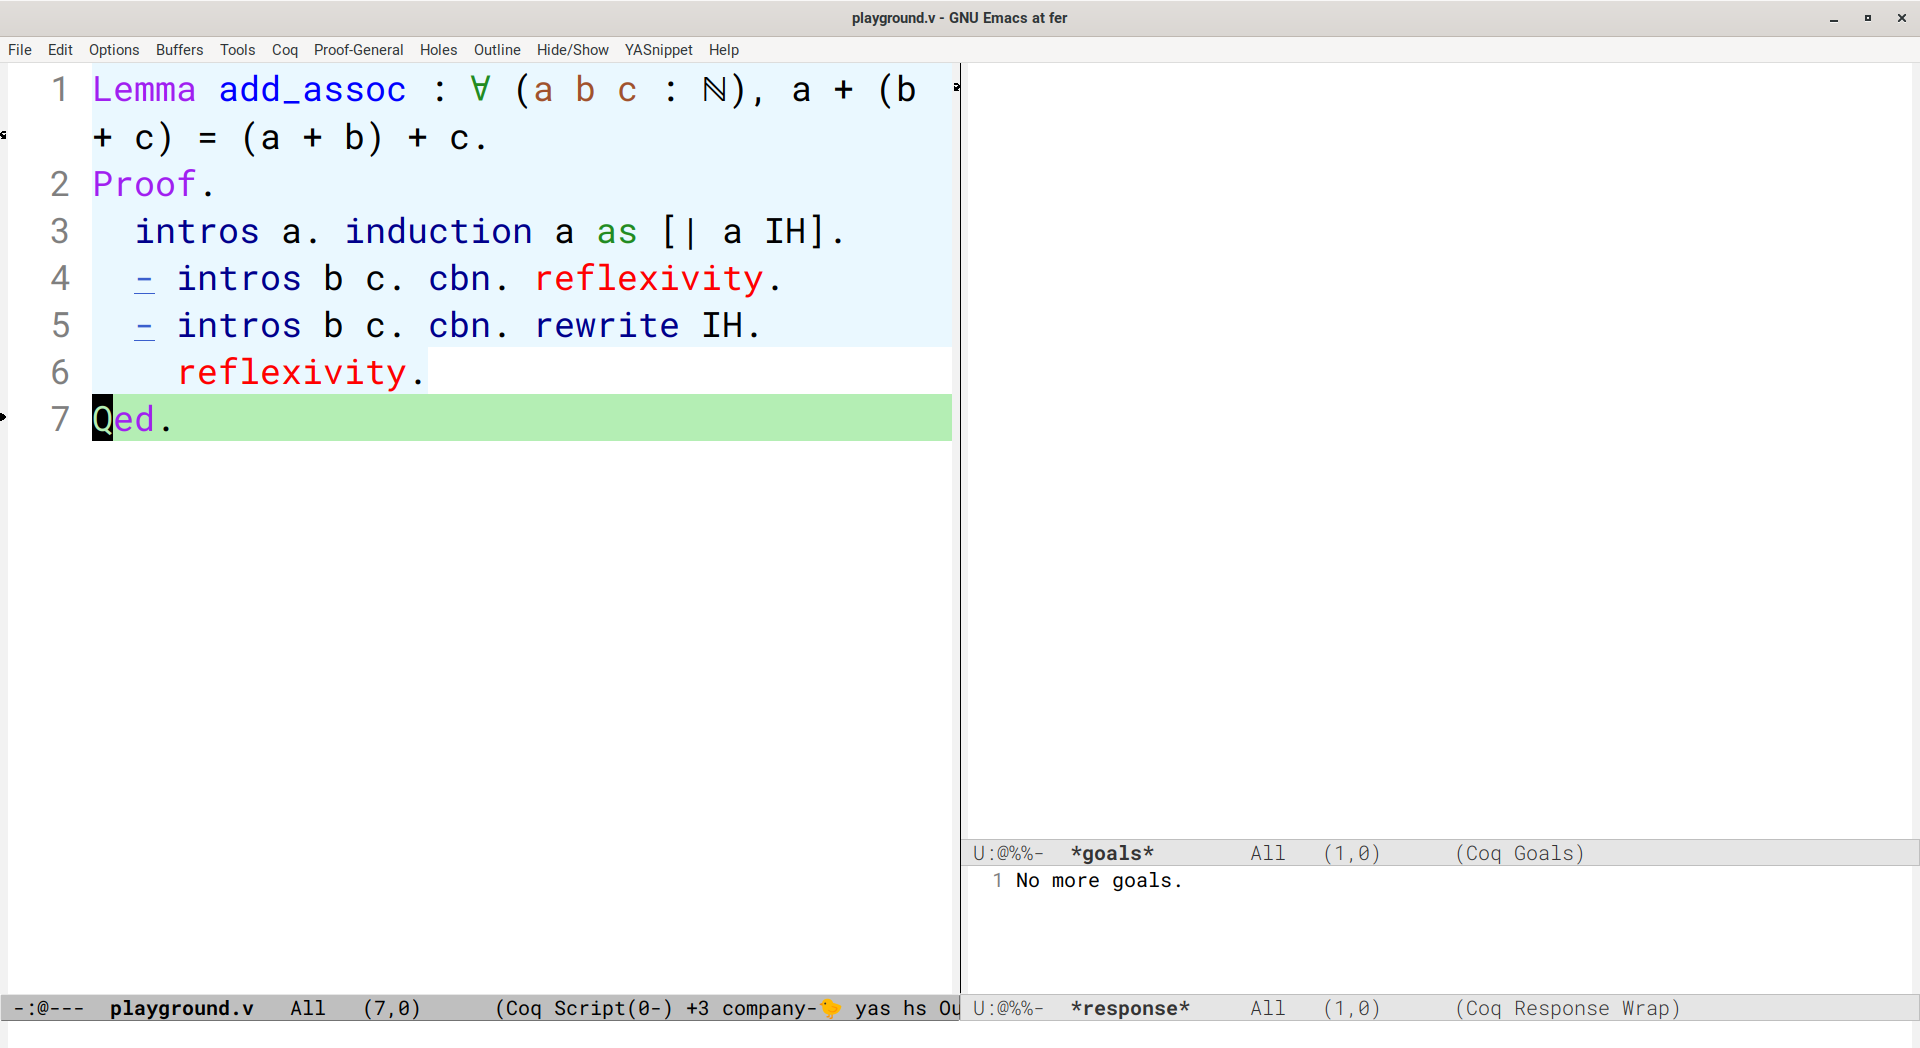 playground.v - GNU Emacs at fer
File Edit Options Buffers Tools Coq Proof-General Holes Outline Hide/Show YASnippet Help
1 Lemma add_assoc : ∀ (a b c : ℕ), a + (b
+ c) = (a + b) + c.
2 Proof.
3 intros a. induction a as [| a IH].
4 - intros b c. cbn. reflexivity.
5 - intros b c. cbn. rewrite IH.
6 reflexivity.
7 Qed.
-:@--- playground.v All (7,0) (Coq Script(0-) +3 company-🐤 yas hs Ou
U:@%%- *goals* All (1,0) (Coq Goals)
1 No more goals.
U:@%%- *response* All (1,0) (Coq Response Wrap)